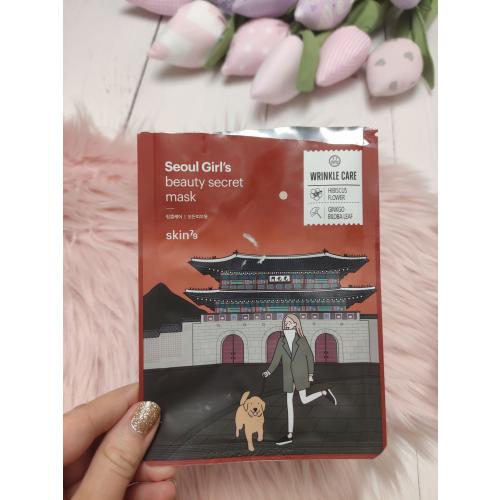 Seoul Girl's
beauty secret
mask
skin79
WRINKLE CARE
HIBISCUS
FLOWER
GINKGO
BILOBA LEAF